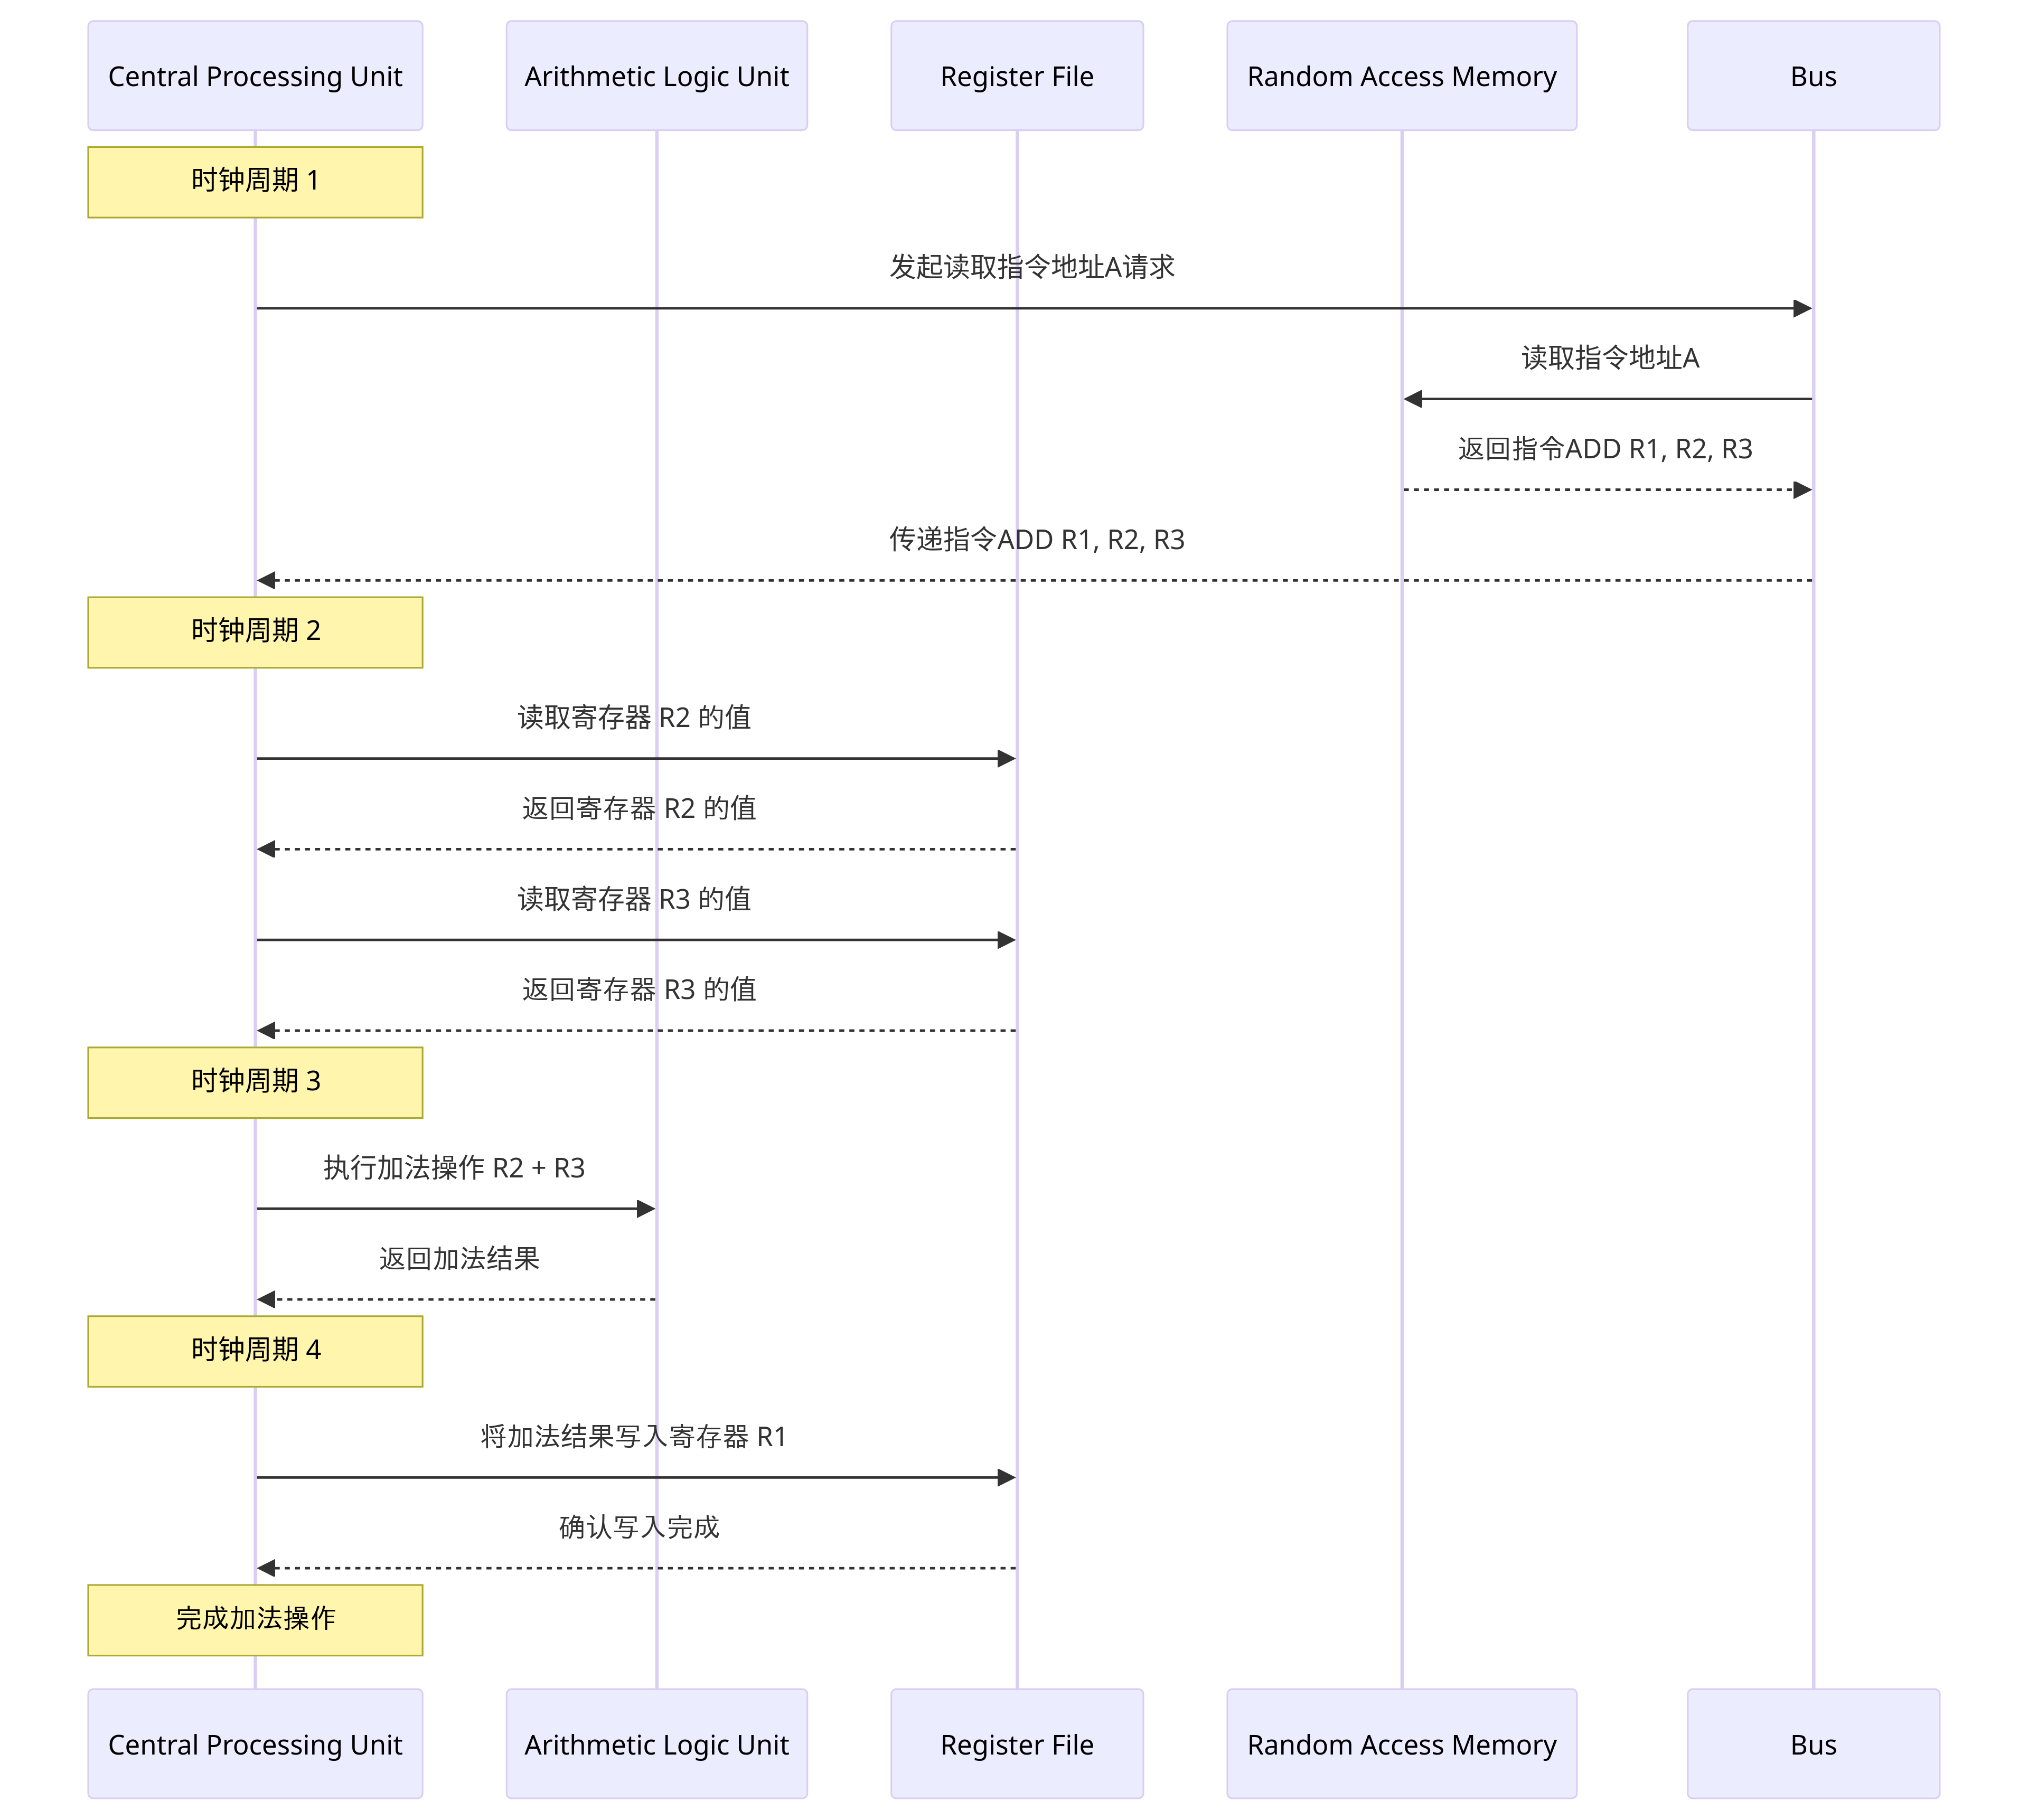 Central Processing Unit
Arithmetic Logic Unit
Register File
Random Access Memory
Bus
时钟周期 1
发起读取指令地址A请求
读取指令地址A
返回指令ADD R1, R2, R3
传递指令ADD R1, R2, R3
时钟周期 2
读取寄存器 R2 的值
返回寄存器 R2 的值
读取寄存器 R3 的值
返回寄存器 R3 的值
时钟周期 3
执行加法操作 R2 + R3
返回加法结果
时钟周期 4
将加法结果写入寄存器 R1
确认写入完成
完成加法操作
Central Processing Unit
Arithmetic Logic Unit
Register File
Random Access Memory
Bus